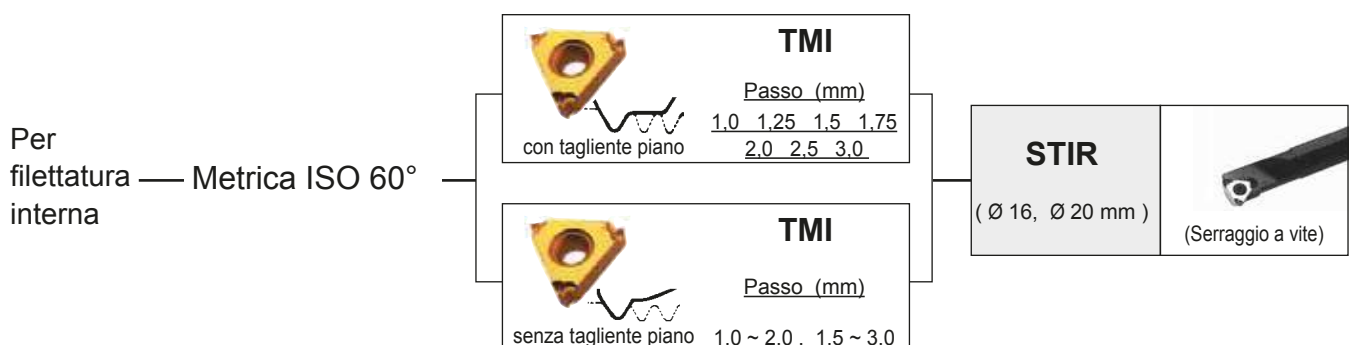 Per
filettatura
interna
Metrica ISO 60°
TMI
Passo (mm)
1,0 1,25 1,5 1,75
2,0 2,5 3,0
con tagliente piano
TMI
Passo (mm)
1,0 ~ 2,0 , 1,5 ~ 3,0
senza tagliente piano
STIR
( Ø 16, Ø 20 mm )
(Serraggio a vite)